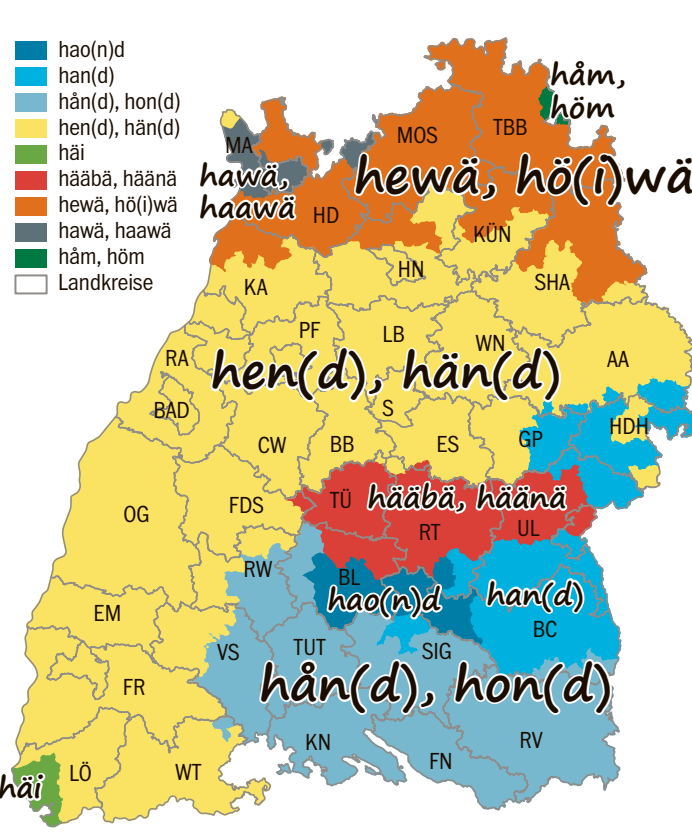 hao(n)d
han(d)
hån(d), hon(d)
hen(d), hän(d)
häi
hääbä, häänä
hewä, hö(i)wä
hawä, haawä
håm, höm
Landkreise
håm,
höm
MOS
TBB
MA
hawä,
haawä
hewä, hö(i)wä
HD
KÜN
HN
KA
SHA
PF
LB
WN
RA
AA
hen(d), hän(d)
BAD
S
HDH
CW
BB
ES
GP
OG
FDS
TÜ
hääbä, häänä
RT
UL
RW
BL
hao(n)d
han(d)
EM
BC
VS
TUT
SIG
FR
hån(d), hon(d)
KN
FN
RV
häi
LÖ
WT